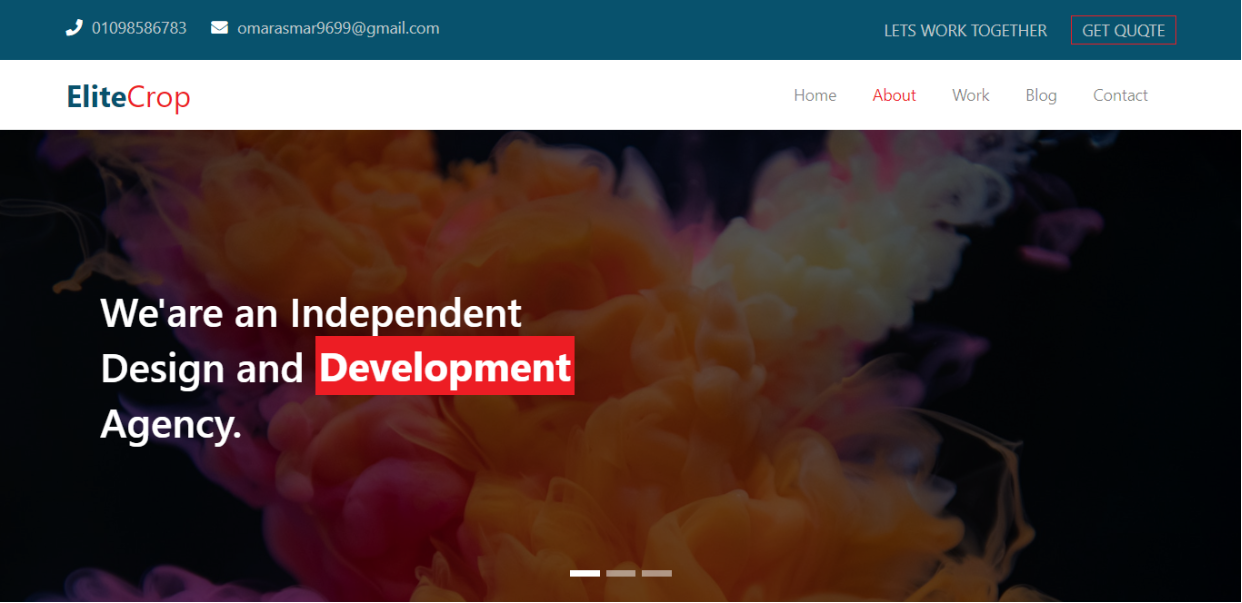 01098586783 omarasmar9699@gmail.com LETS WORK TOGETHER GET QUQTE
EliteCrop Home About Work Blog Contact
We'are an Independent
Design and Development
Agency.